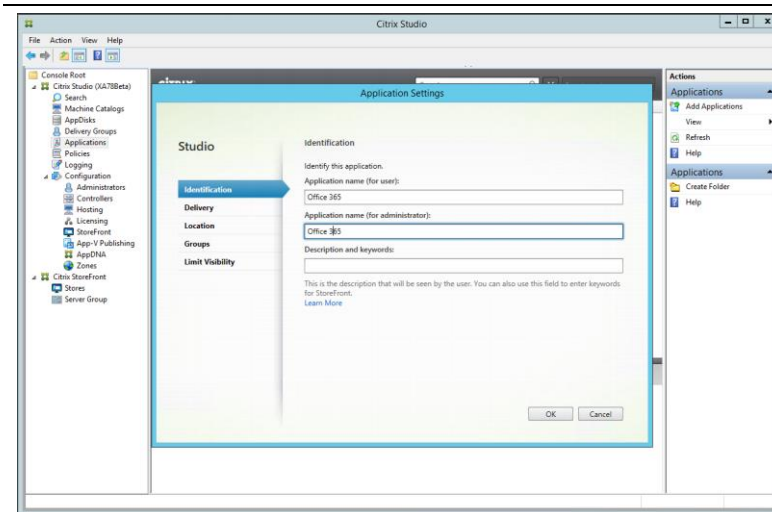 Citrix Studio
File Action View Help
Console Root
Citrix Studio (XA78Beta)
Search
Machine Catalogs
AppDisks
Delivery Groups
Applications
Policies
Logging
Configuration
Administrators
Controllers
Hosting
Licensing
StoreFront
App-V Publishing
AppDNA
Zones
Citrix StoreFront
Stores
Server Group
Application Settings
Studio
Identification
Delivery
Location
Groups
Limit Visibility
Identification
Identify this application.
Application name (for user):
Office 365
Application name (for administrator):
Office 365
Description and keywords:
This is the description that will be seen by the user. You can also use this field to enter keywords
for StoreFront.
Learn More
OK Cancel
Actions
Applications
Add Applications
View
Refresh
Help
Applications
Create Folder
Help